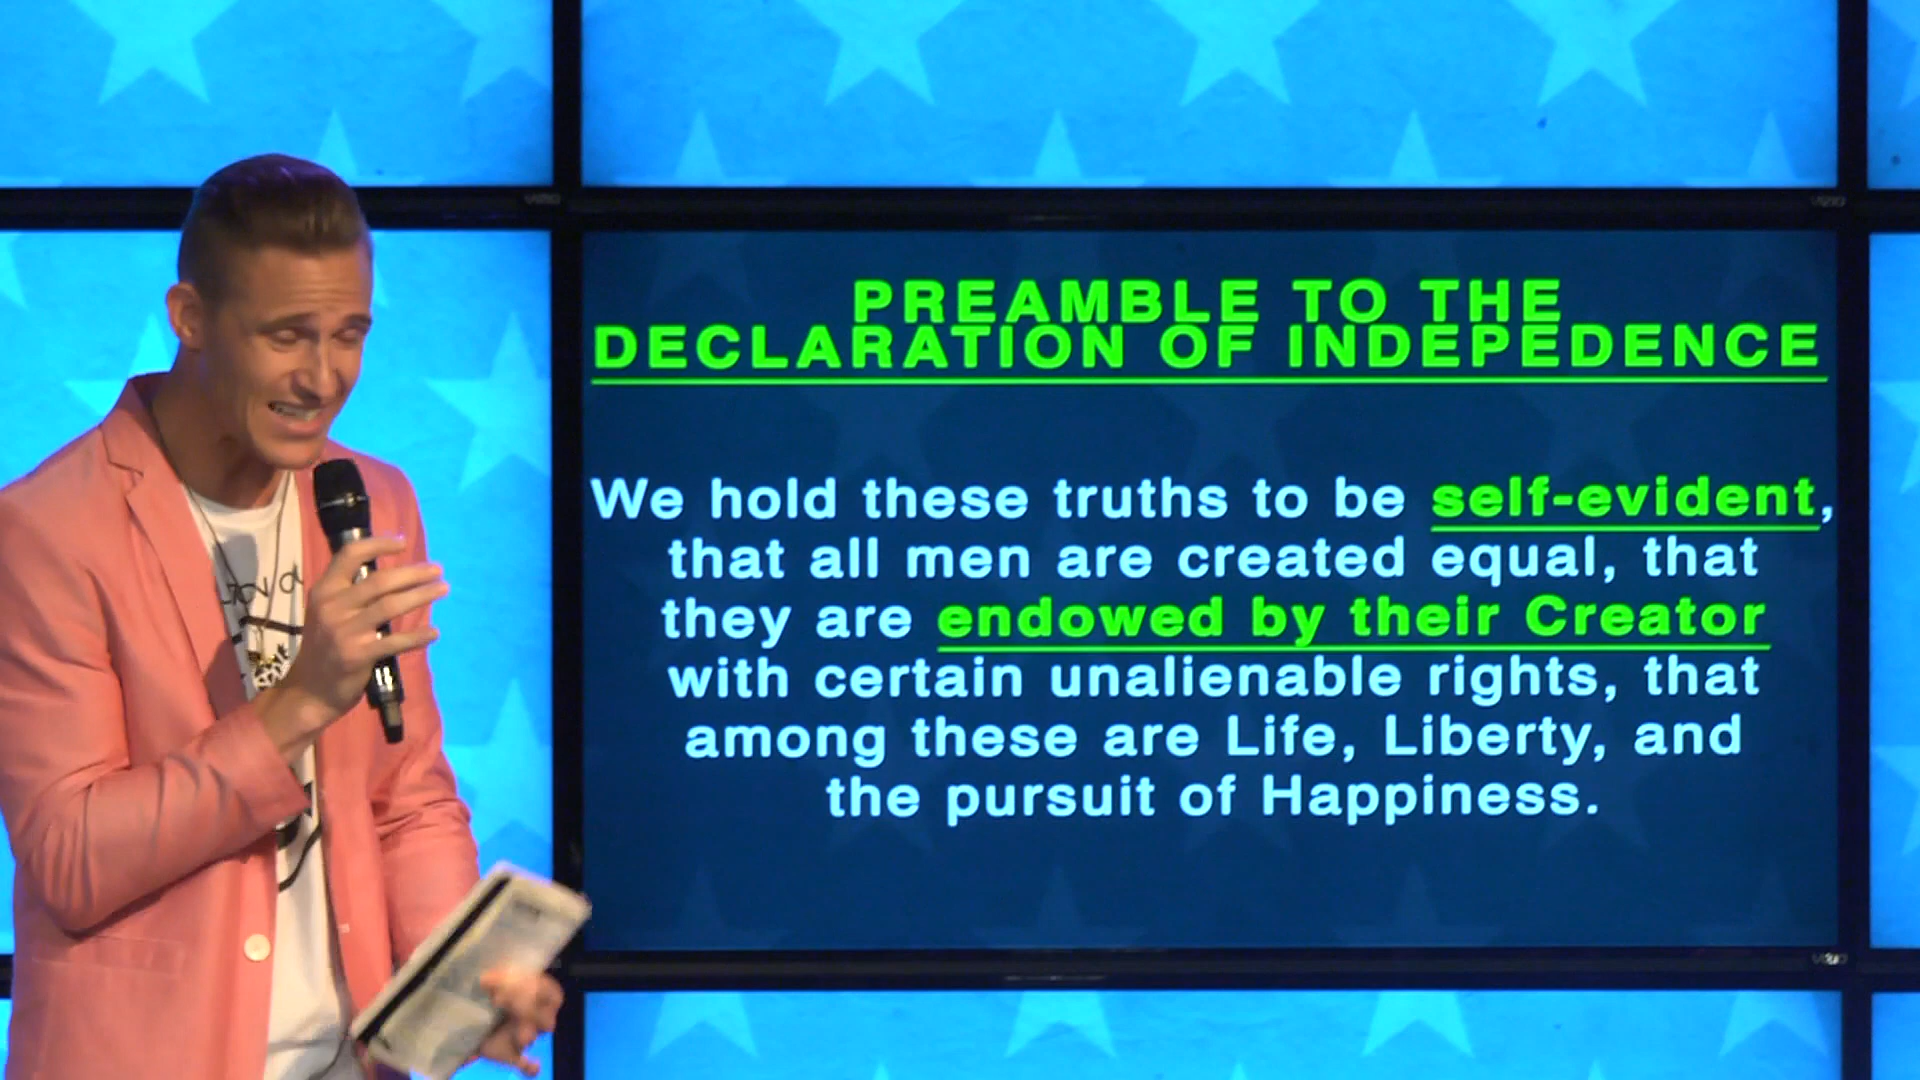 PREAMBLE TO THE
DECLARATION OF INDEPEDENCE
We hold these truths to be self-evident,
that all men are created equal, that
they are endowed by their Creator
with certain unalienable rights, that
among these are Life, Liberty, and
the pursuit of Happiness.
VIZIO
VIZIO